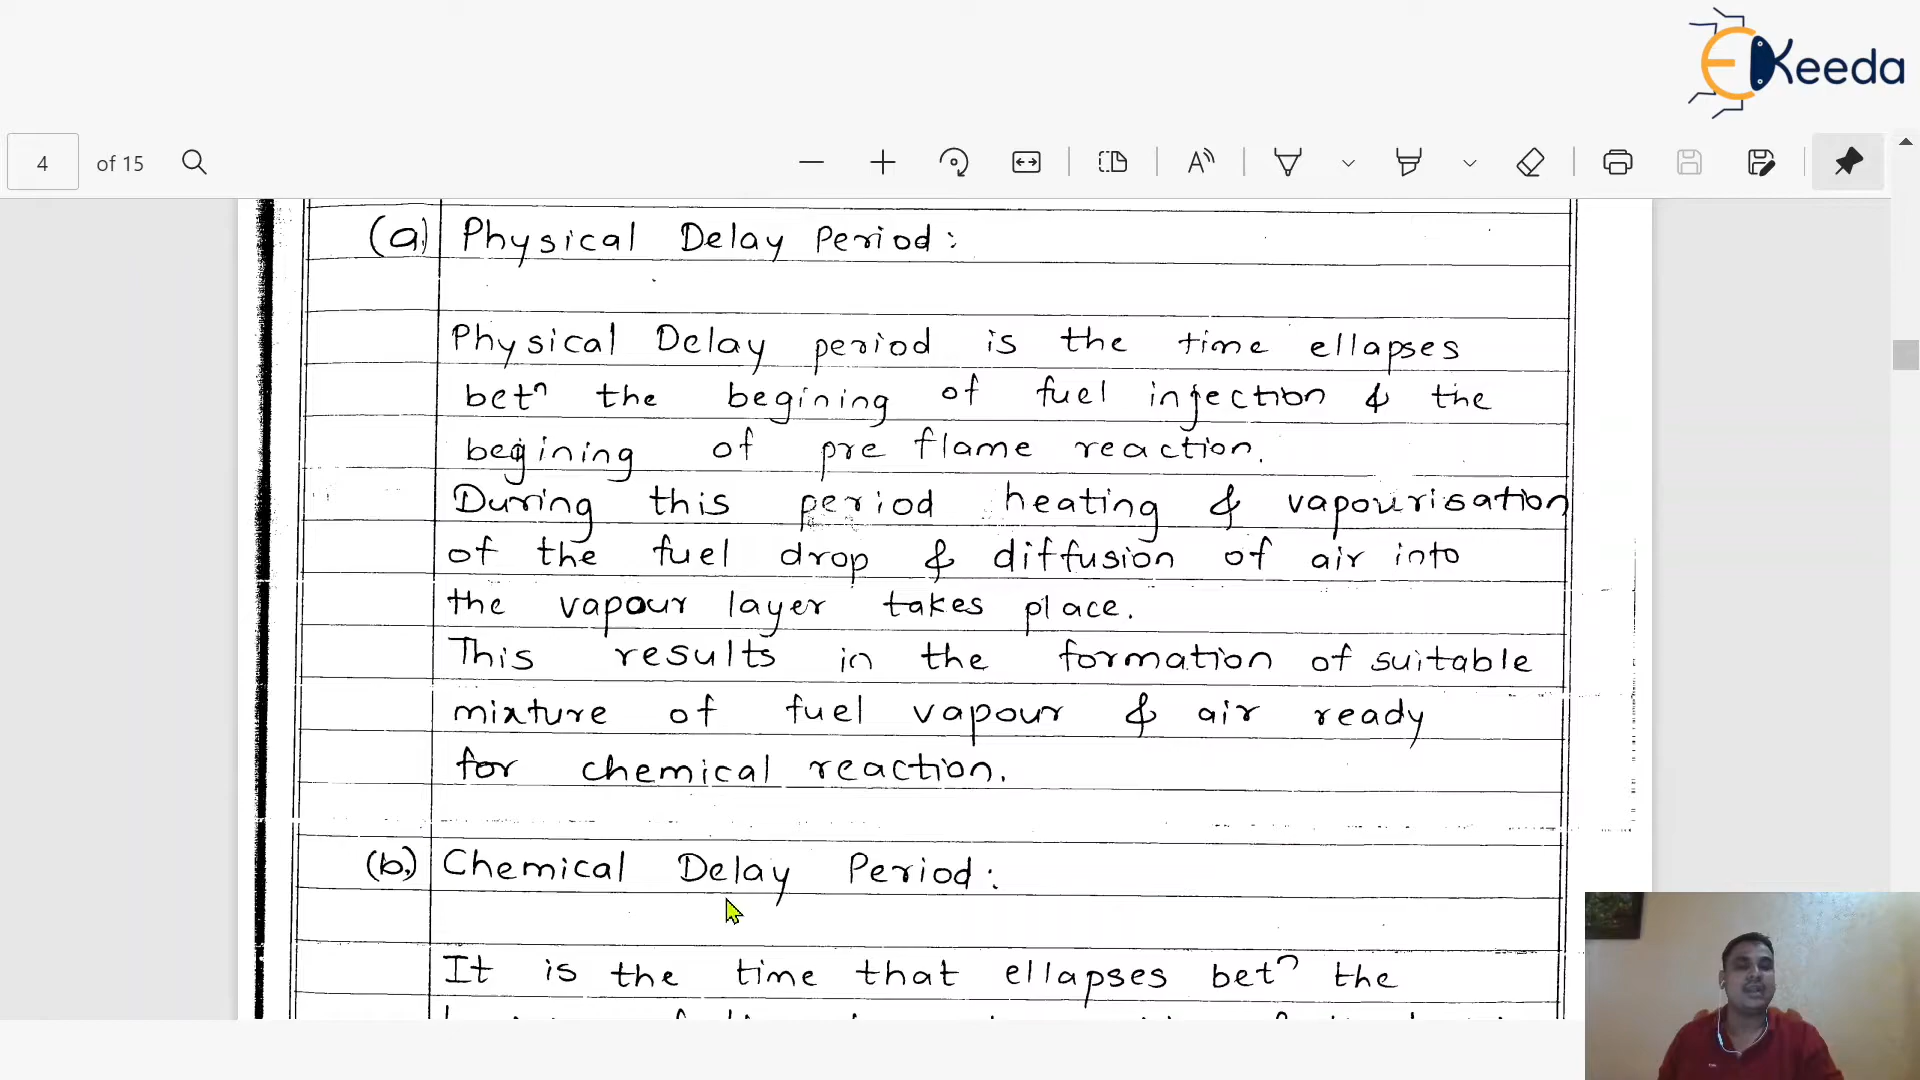 EKeeda
4 of 15
(a) Physical Delay Period:
Physical Delay period is the time ellapses
betn the begining of fuel injection & the
begining of pre flame reaction.
During this period heating & vapourisation
of the fuel drop & diffusion of air into
the vapour layer takes place.
This results in the formation of suitable
mixture of fuel vapour & air ready
for chemical reaction.
(b) Chemical Delay Period:
It is the time that ellapses betn the